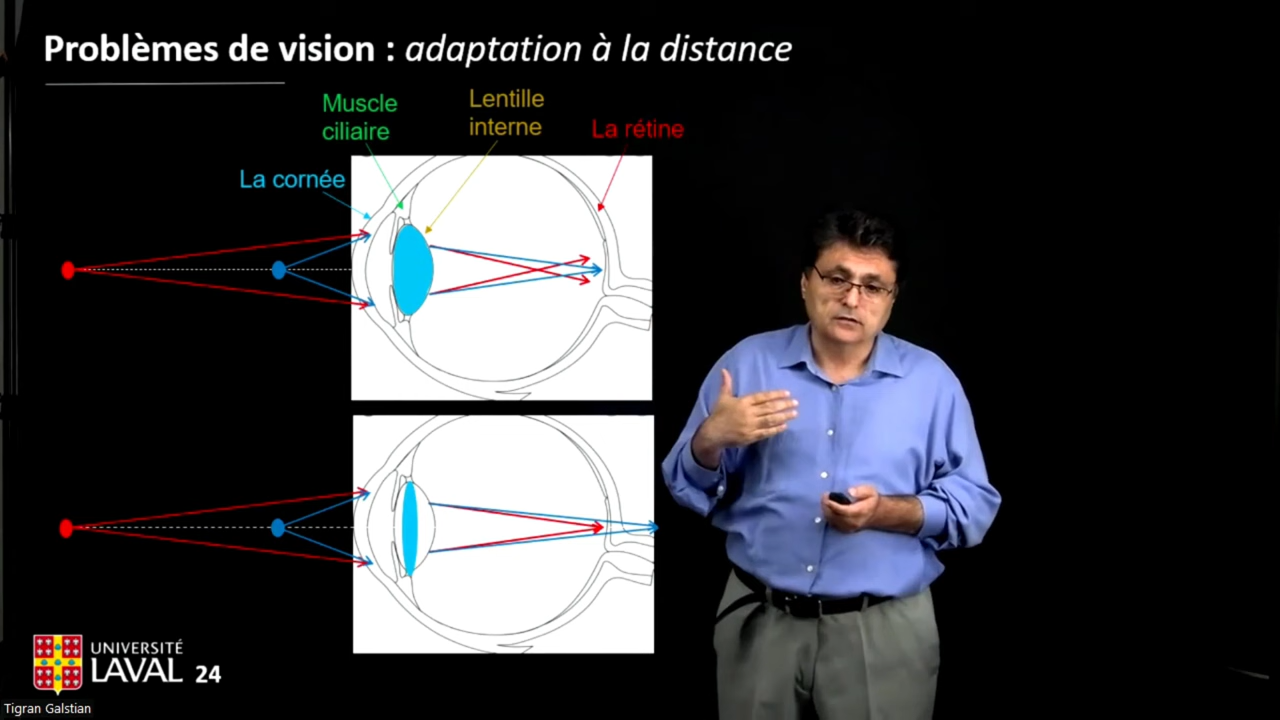 Problèmes de vision : adaptation à la distance
Muscle
ciliaire
Lentille
interne
La rétine
La cornée
UNIVERSITÉ
LAVAL
24
Tigran Galstian